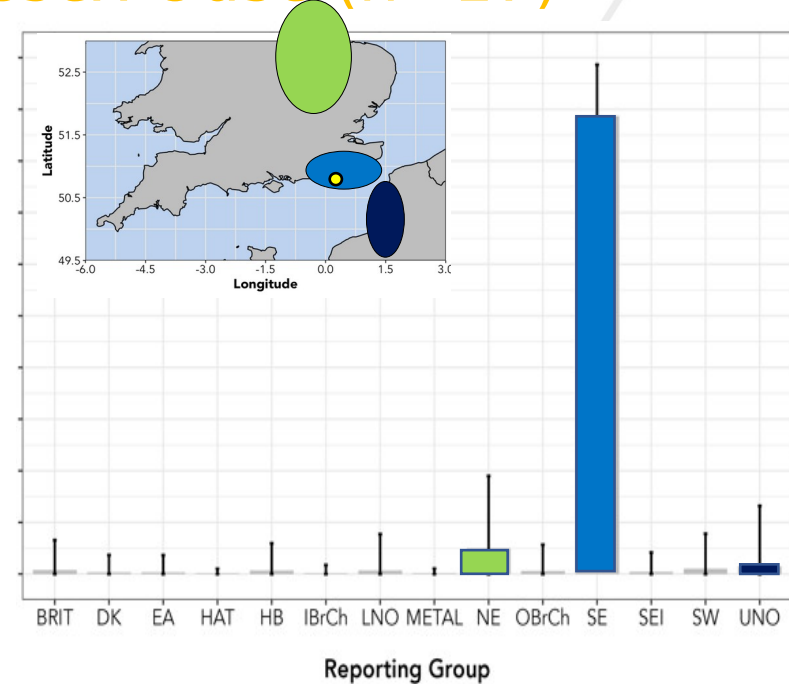 52.5
51.5
50.5
49.5
Latitude
-6.0 -4.5 -3.0 -1.5 0.0 1.5 3.0
Longitude
BRIT DK EA HAT HB IBrCh LNO METAL NE OBrCh SE SEI SW UNO
Reporting Group